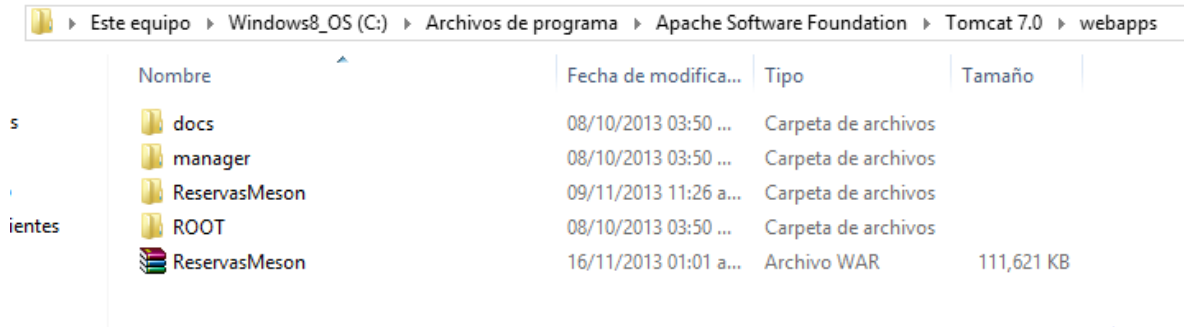 Este equipo Windows8_OS (C:) Archivos de programa Apache Software Foundation Tomcat 7.0 webapps
Nombre Fecha de modifica... Tipo Tamaño
s docs 08/10/2013 03:50 ... Carpeta de archivos
manager 08/10/2013 03:50 ... Carpeta de archivos
ReservasMeson 09/11/2013 11:26 a... Carpeta de archivos
ientes ROOT 08/10/2013 03:50 ... Carpeta de archivos
ReservasMeson 16/11/2013 01:01 a... Archivo WAR 111,621 KB